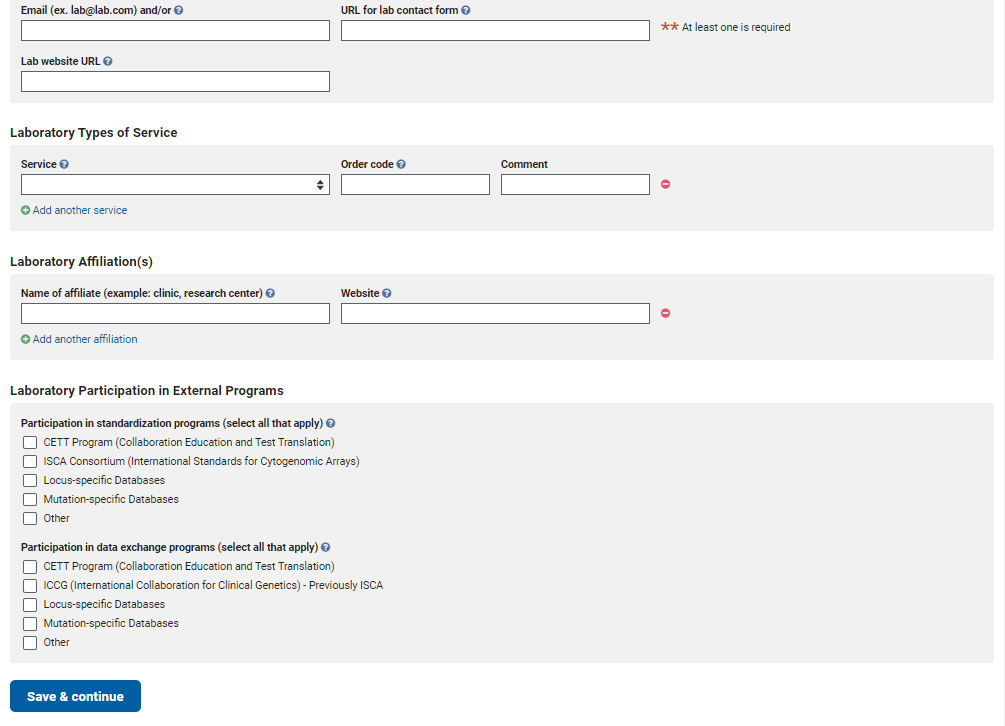 Email (ex. lab@lab.com) and/or
URL for lab contact form
** At least one is required
Lab website URL
Laboratory Types of Service
Service
Order code
Comment
Add another service
Laboratory Affiliation(s)
Name of affiliate (example: clinic, research center)
Website
Add another affiliation
Laboratory Participation in External Programs
Participation in standardization programs (select all that apply)
CETT Program (Collaboration Education and Test Translation)
ISCA Consortium (International Standards for Cytogenomic Arrays)
Locus-specific Databases
Mutation-specific Databases
Other
Participation in data exchange programs (select all that apply)
CETT Program (Collaboration Education and Test Translation)
ICCG (International Collaboration for Clinical Genetics) - Previously ISCA
Locus-specific Databases
Mutation-specific Databases
Other
Save & continue